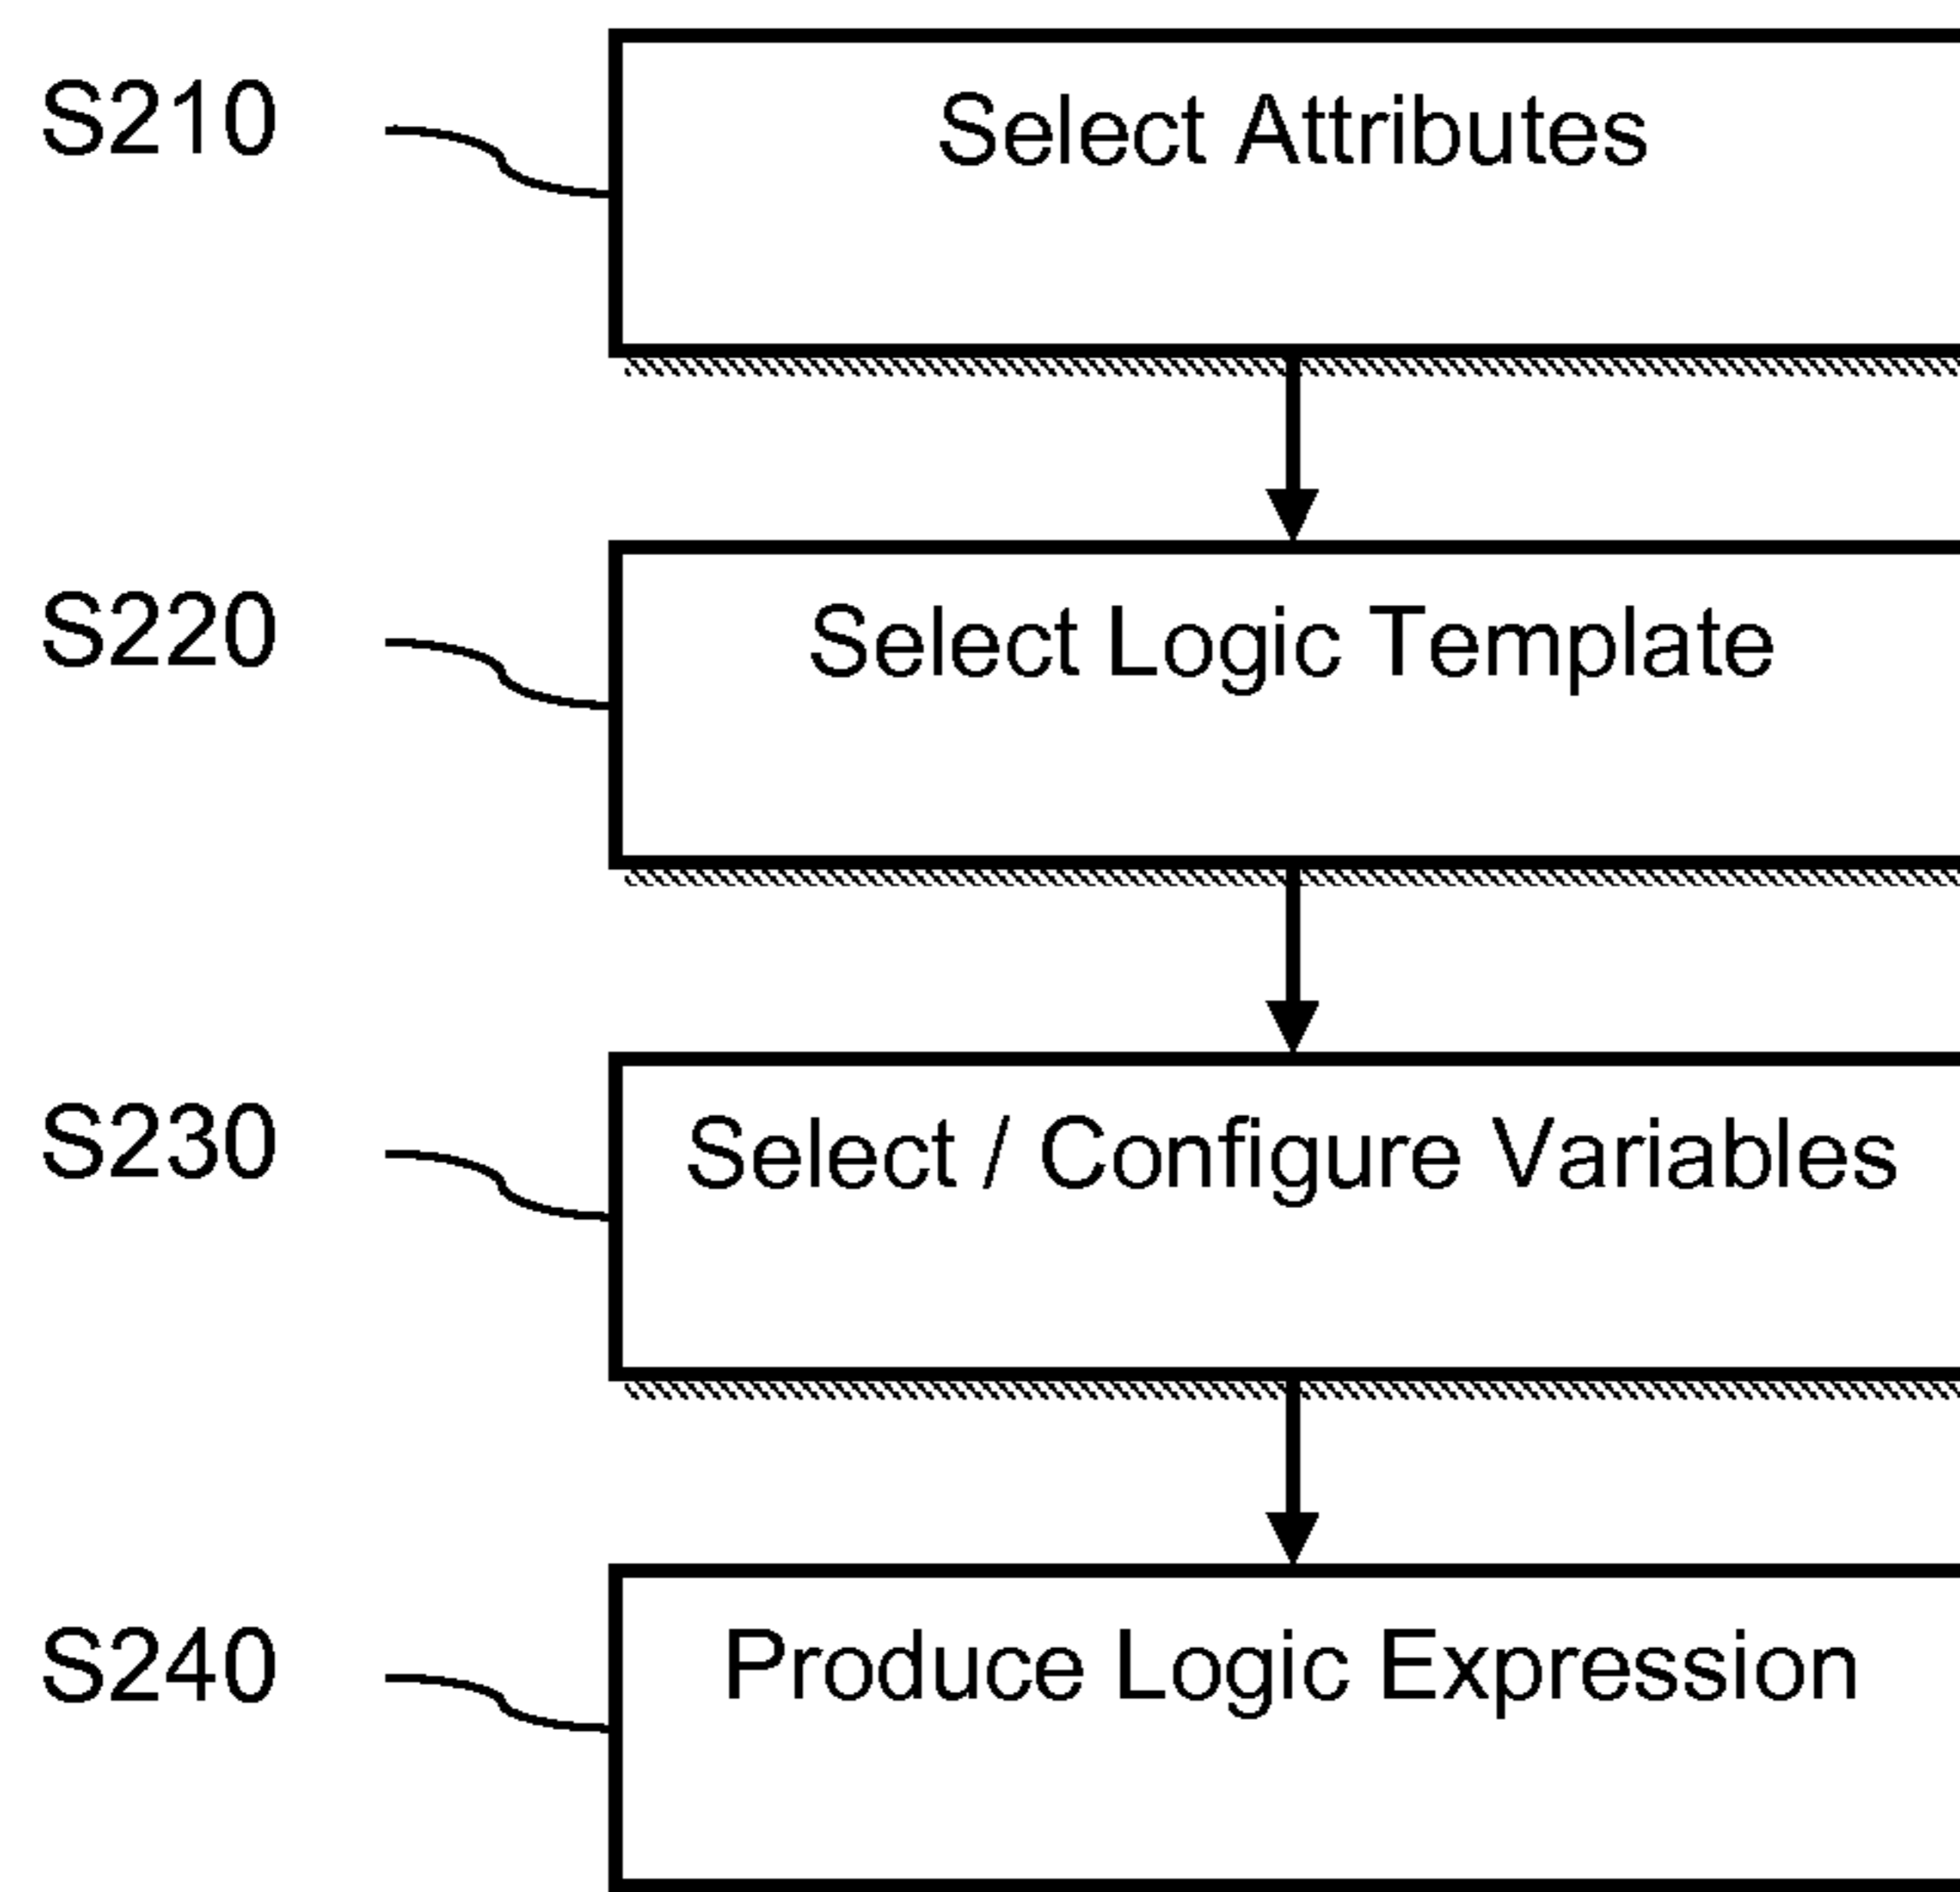 S210
Select Attributes
S220
Select Logic Template
S230
Select / Configure Variables
S240
Produce Logic Expression